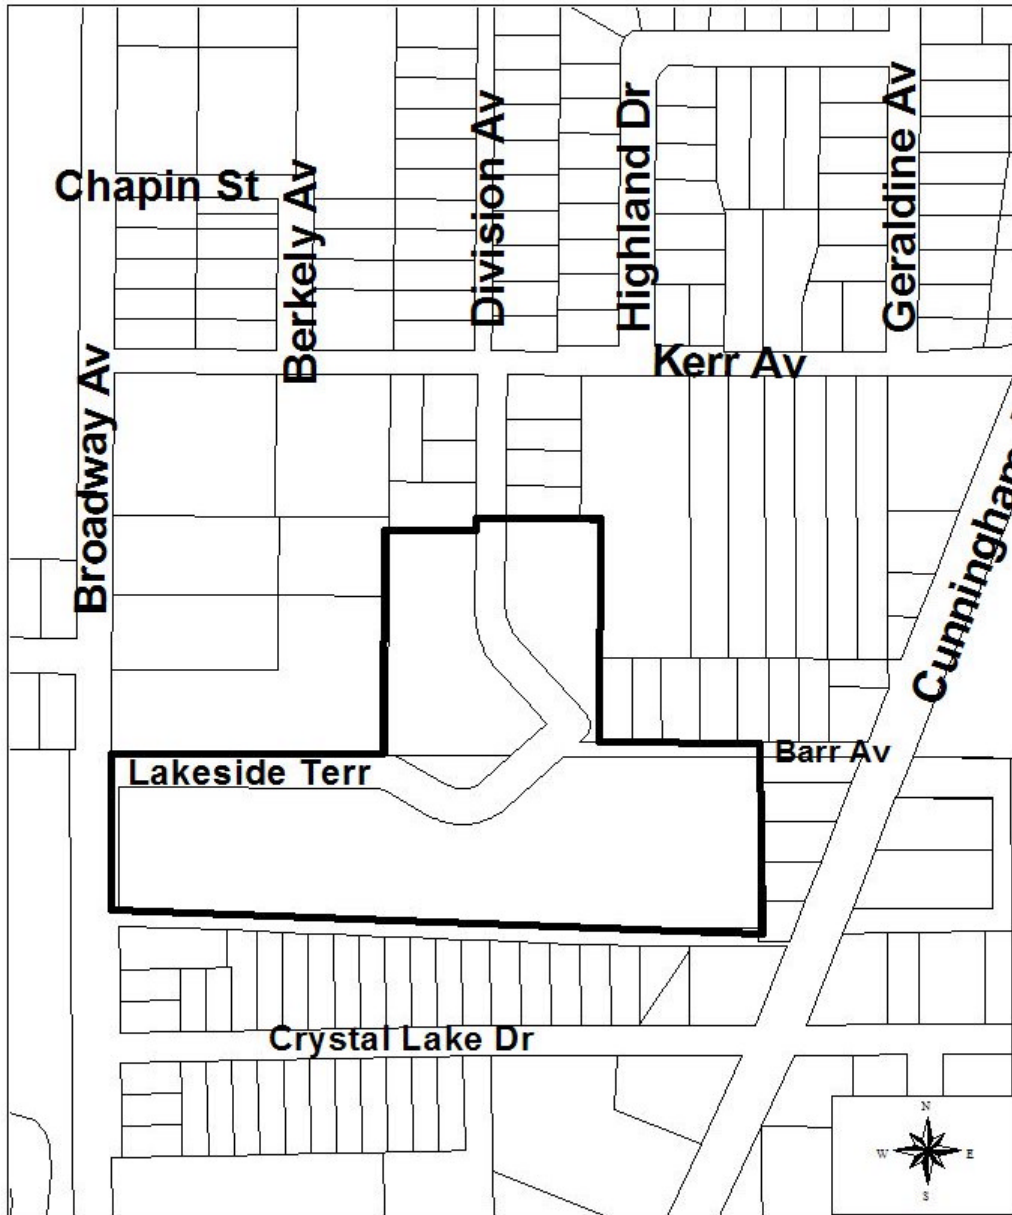 Chapin St
Berkely Av
Division Av
Highland Dr
Geraldine Av
Kerr Av
Broadway Av
Cunningham
Barr Av
Lakeside Terr
Crystal Lake Dr
N
W E
S